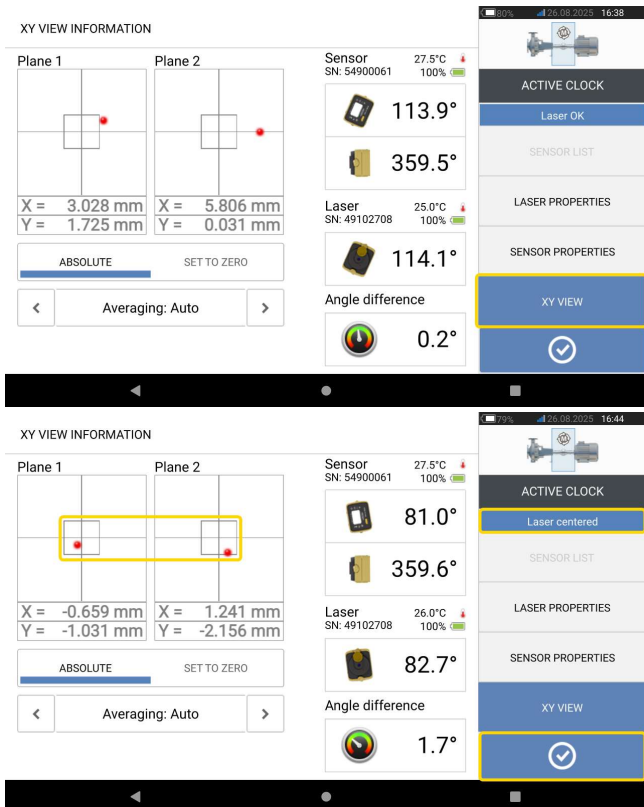 80% 26.08.2025 16:38
XY VIEW INFORMATION
Plane 1 Plane 2
X = 3.028 mm X = 5.806 mm
Y = 1.725 mm Y = 0.031 mm
ABSOLUTE SET TO ZERO
Averaging: Auto
Sensor 27.5°C
SN: 54900061 100%
113.9°
359.5°
Laser 25.0°C
SN: 49102708 100%
114.1°
Angle difference
0.2°
ACTIVE CLOCK
Laser OK
SENSOR LIST
LASER PROPERTIES
SENSOR PROPERTIES
XY VIEW
79% 26.08.2025 16:44
XY VIEW INFORMATION
Plane 1 Plane 2
X = -0.659 mm X = 1.241 mm
Y = -1.031 mm Y = -2.156 mm
ABSOLUTE SET TO ZERO
Averaging: Auto
Sensor 27.5°C
SN: 54900061 100%
81.0°
359.6°
Laser 26.0°C
SN: 49102708 100%
82.7°
Angle difference
1.7°
ACTIVE CLOCK
Laser centered
SENSOR LIST
LASER PROPERTIES
SENSOR PROPERTIES
XY VIEW